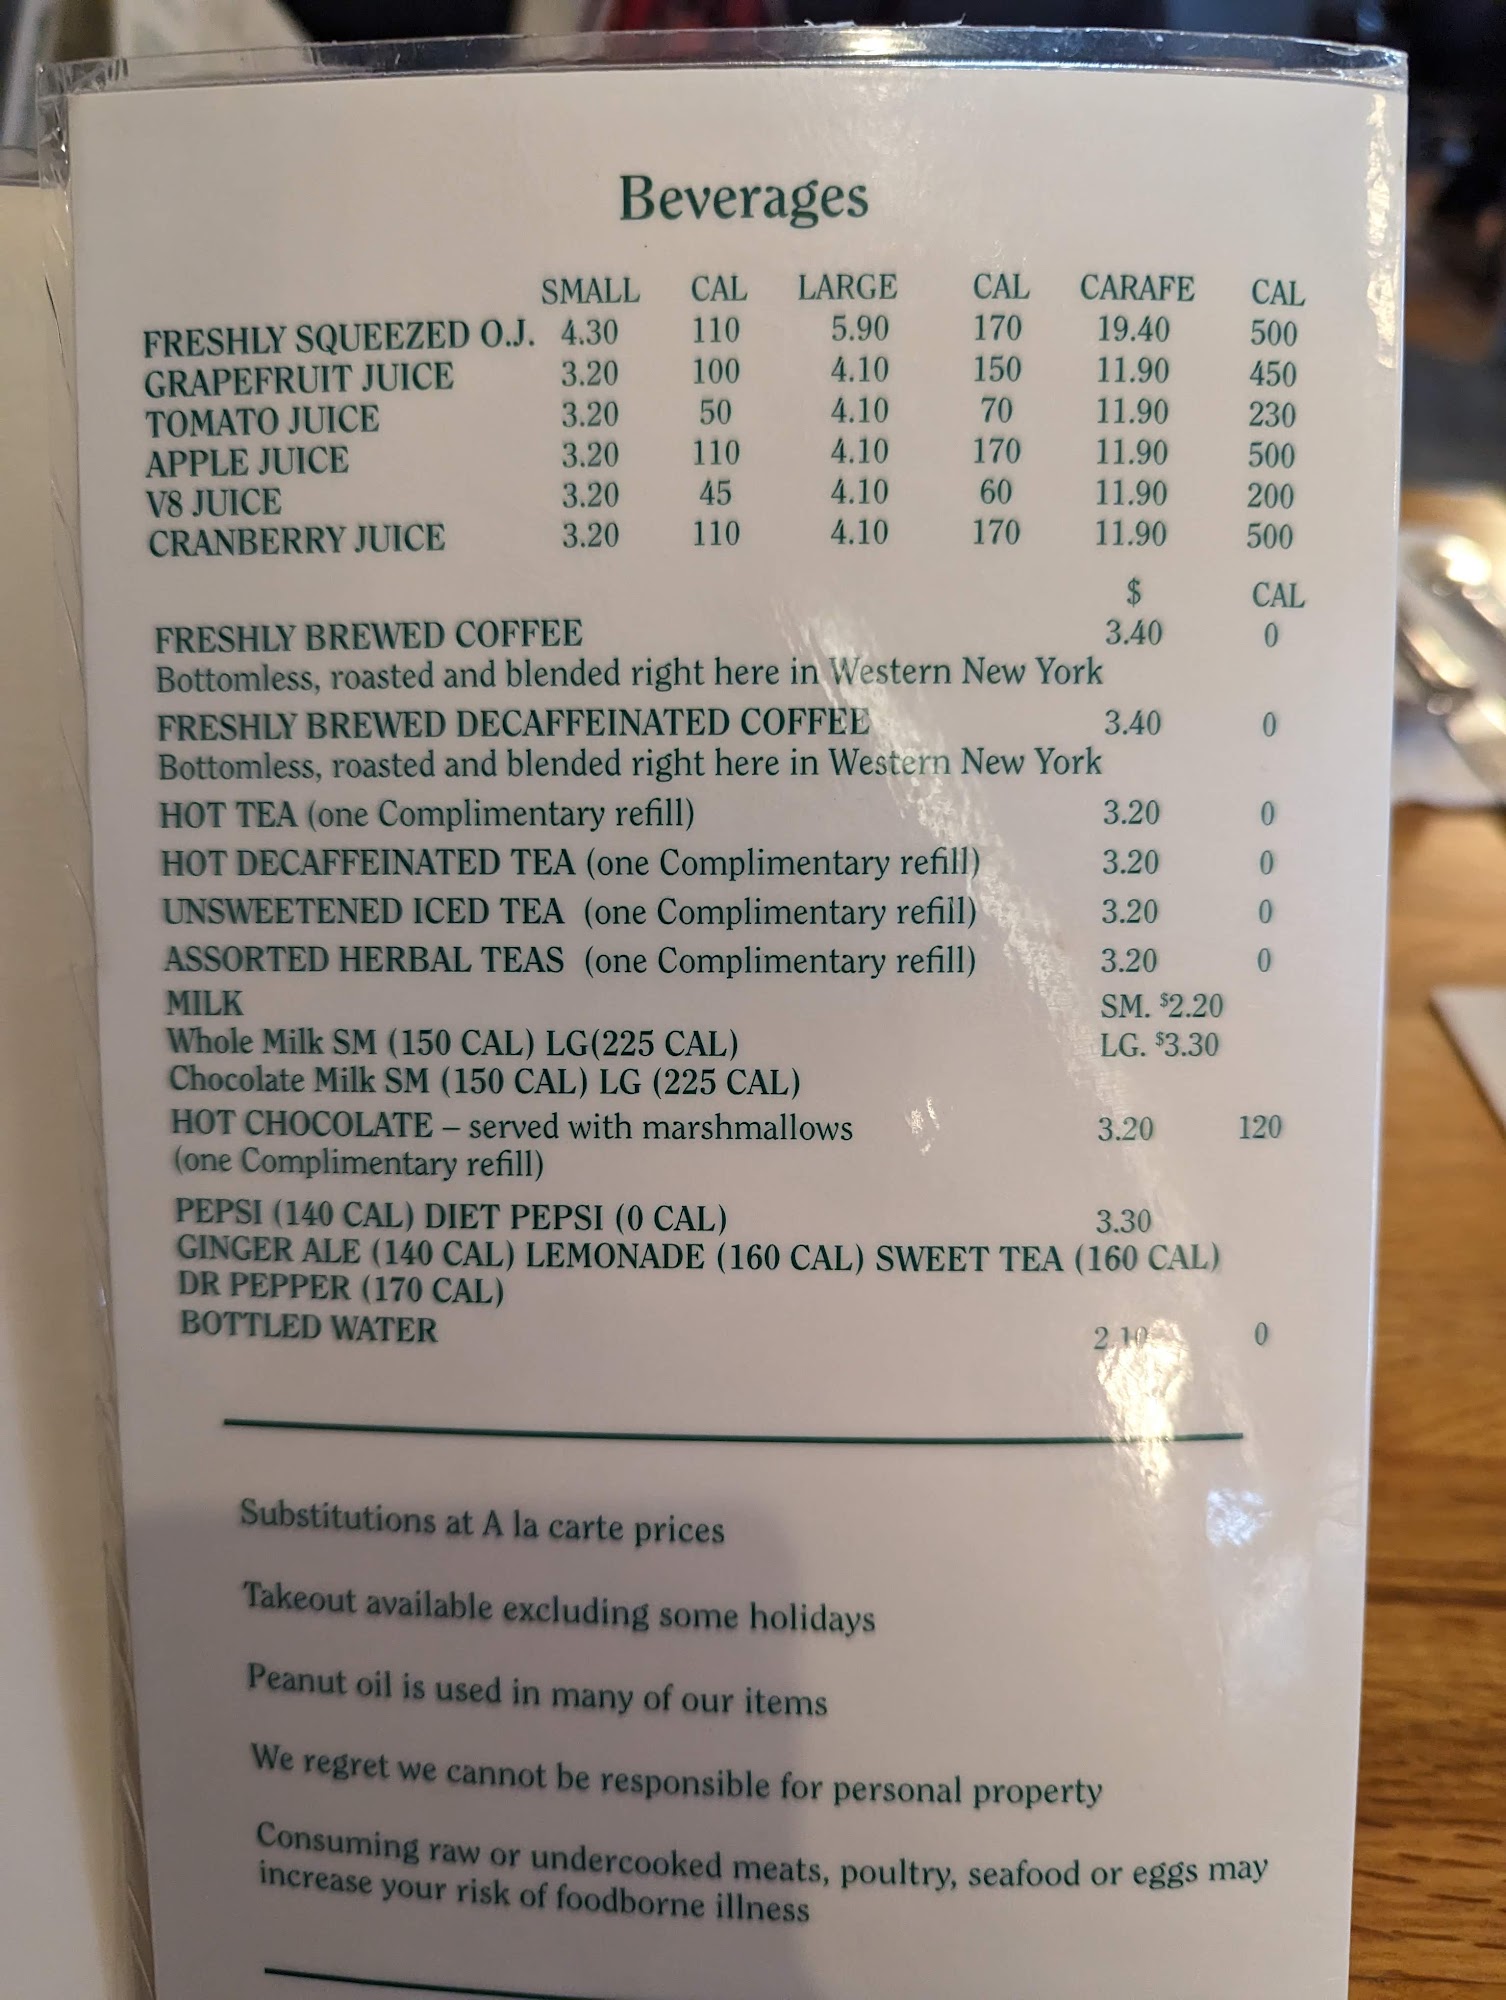 Beverages
SMALL CAL LARGE CAL CARAFE CAL
FRESHLY SQUEEZED O.J. 4.30 110 5.90 170 19.40 500
GRAPEFRUIT JUICE 3.20 100 4.10 150 11.90 450
TOMATO JUICE 3.20 50 4.10 70 11.90 230
APPLE JUICE 3.20 110 4.10 170 11.90 500
V8 JUICE 3.20 45 4.10 60 11.90 200
CRANBERRY JUICE 3.20 110 4.10 170 11.90 500
$ CAL
FRESHLY BREWED COFFEE 3.40 0
Bottomless, roasted and blended right here in Western New York
FRESHLY BREWED DECAFFEINATED COFFEE 3.40 0
Bottomless, roasted and blended right here in Western New York
HOT TEA (one Complimentary refill) 3.20 0
HOT DECAFFEINATED TEA (one Complimentary refill) 3.20 0
UNSWEETENED ICED TEA (one Complimentary refill) 3.20 0
ASSORTED HERBAL TEAS (one Complimentary refill) 3.20 0
MILK SM. $2.20
Whole Milk SM (150 CAL) LG(225 CAL) LG. $3.30
Chocolate Milk SM (150 CAL) LG (225 CAL)
HOT CHOCOLATE – served with marshmallows 3.20 120
(one Complimentary refill)
PEPSI (140 CAL) DIET PEPSI (0 CAL) 3.30
GINGER ALE (140 CAL) LEMONADE (160 CAL) SWEET TEA (160 CAL)
DR PEPPER (170 CAL)
BOTTLED WATER 2.10 0
Substitutions at A la carte prices
Takeout available excluding some holidays
Peanut oil is used in many of our items
We regret we cannot be responsible for personal property
Consuming raw or undercooked meats, poultry, seafood or eggs may
increase your risk of foodborne illness